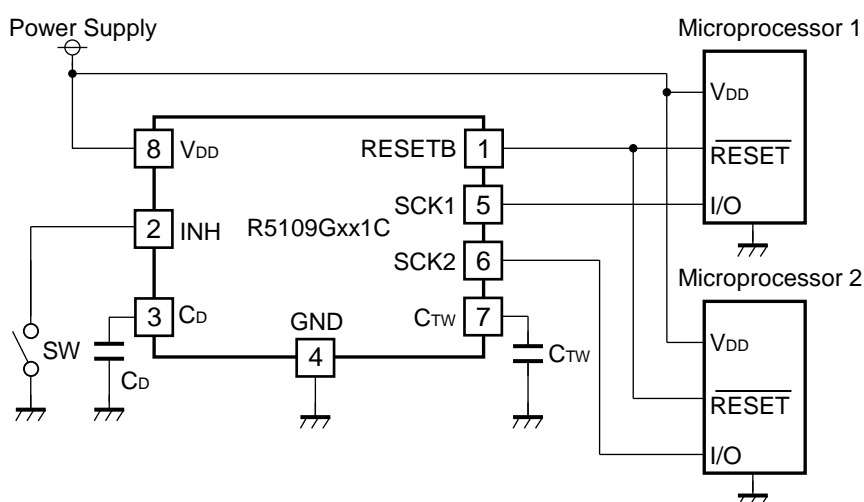 Power Supply
Microprocessor 1
VDD
RESET
I/O
8
VDD
RESETB
1
SCK1
5
2
INH
R5109Gxx1C
SCK2
6
3
CD
GND
CTW
7
4
SW
CD
CTW
Microprocessor 2
VDD
RESET
I/O